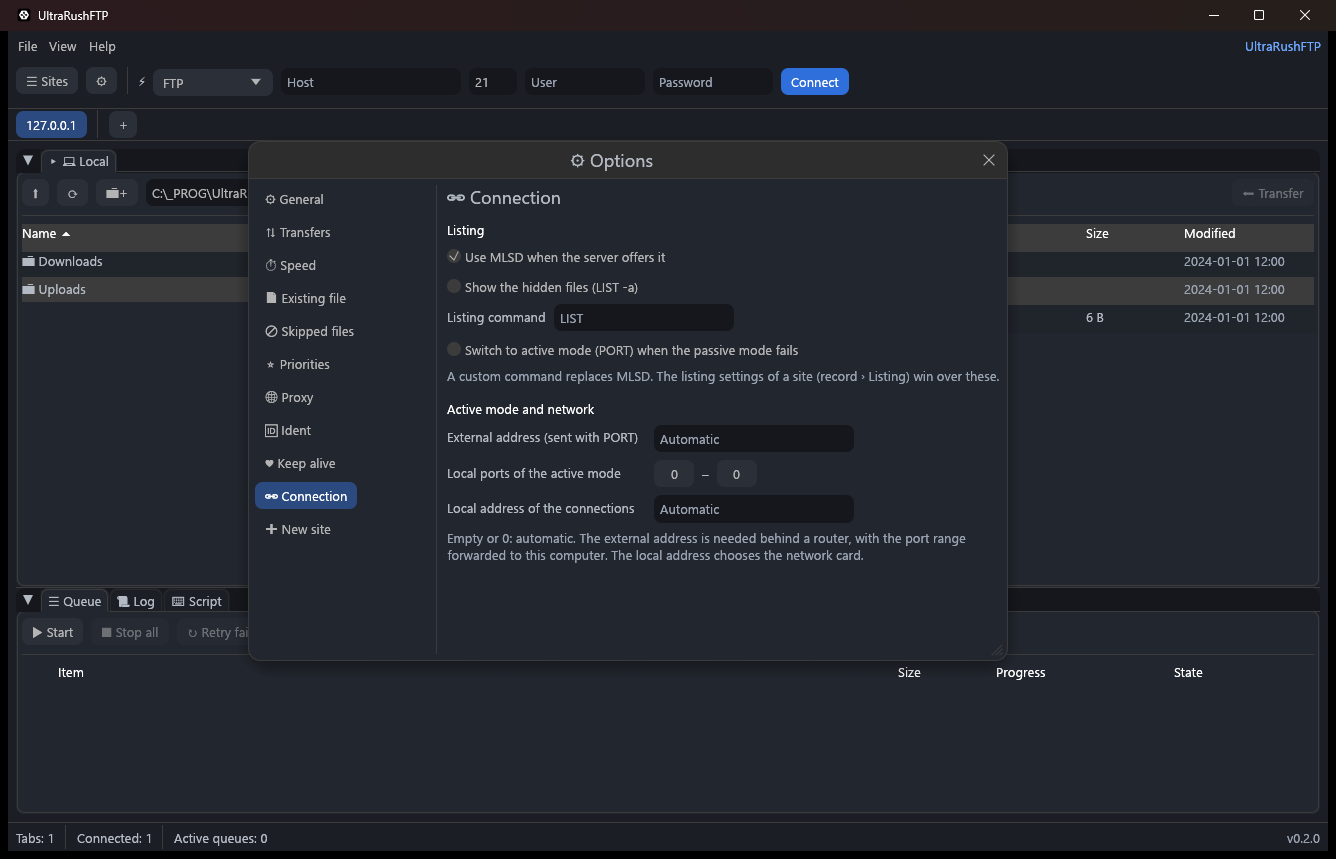 UltraRushFTP
File View Help UltraRushFTP
Sites FTP Host 21 User Password Connect
127.0.0.1 +
Local
C:\_PROG\UltraR Transfer
Name Size Modified
Downloads 2024-01-01 12:00
Uploads 2024-01-01 12:00
6 B 2024-01-01 12:00
Options
General
Transfers
Speed
Existing file
Skipped files
Priorities
Proxy
Ident
Keep alive
Connection
New site
Connection
Listing
Use MLSD when the server offers it
Show the hidden files (LIST -a)
Listing command LIST
Switch to active mode (PORT) when the passive mode fails
A custom command replaces MLSD. The listing settings of a site (record › Listing) win over these.
Active mode and network
External address (sent with PORT) Automatic
Local ports of the active mode 0 – 0
Local address of the connections Automatic
Empty or 0: automatic. The external address is needed behind a router, with the port range
forwarded to this computer. The local address chooses the network card.
Queue Log Script
Start Stop all Retry fai
Item Size Progress State
Tabs: 1 Connected: 1 Active queues: 0 v0.2.0